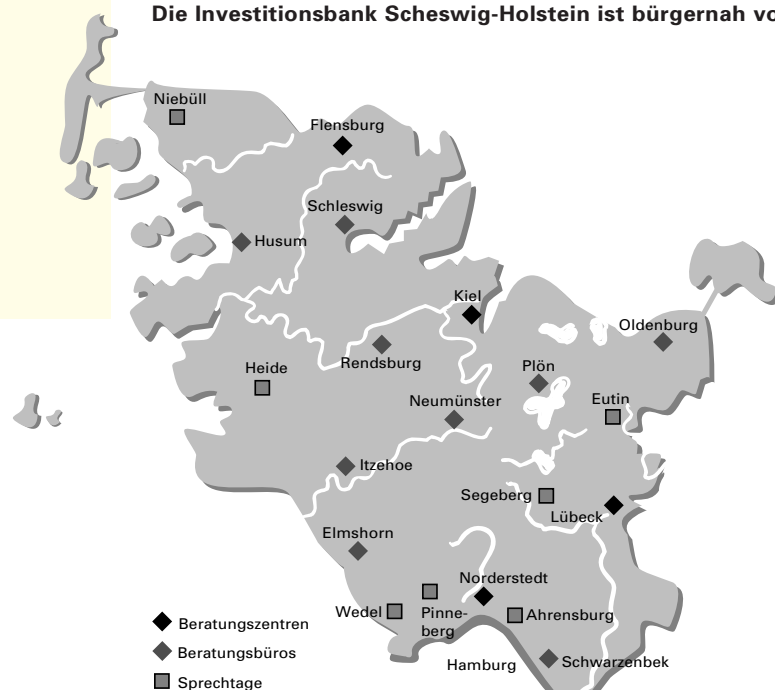 Die Investitionsbank Scheswig-Holstein ist bürgernah
Niebüll
Flensburg
Schleswig
Husum
Kiel
Oldenburg
Rendsburg
Heide
Plön
Neumünster
Eutin
Itzehoe
Segeberg
Lübeck
Elmshorn
Norderstedt
Wedel
Pinne-
berg
Ahrensburg
Hamburg
Schwarzenbek
Beratungszentren
Beratungsbüros
Sprechtage